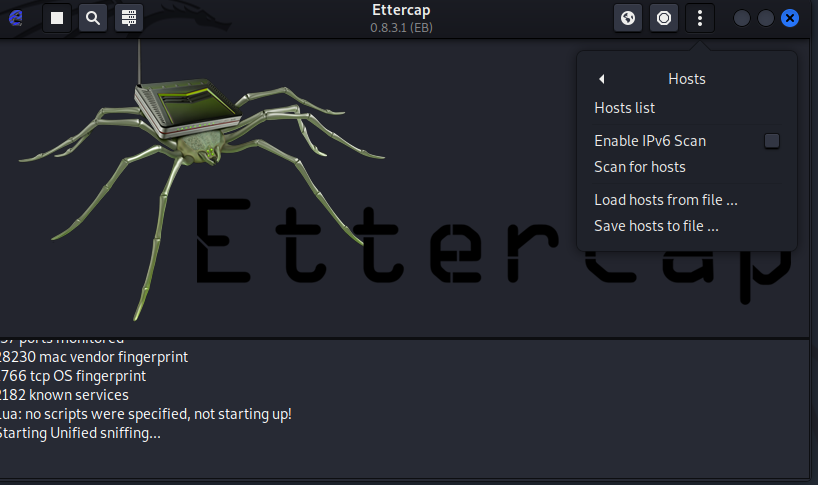 Ettercap
0.8.3.1 (EB)
Hosts
Hosts list
Enable IPv6 Scan
Scan for hosts
Load hosts from file ...
Save hosts to file ...
Ettercap
ports monitored
28230 mac vendor fingerprint
1766 tcp OS fingerprint
2182 known services
Lua: no scripts were specified, not starting up!
Starting Unified sniffing...